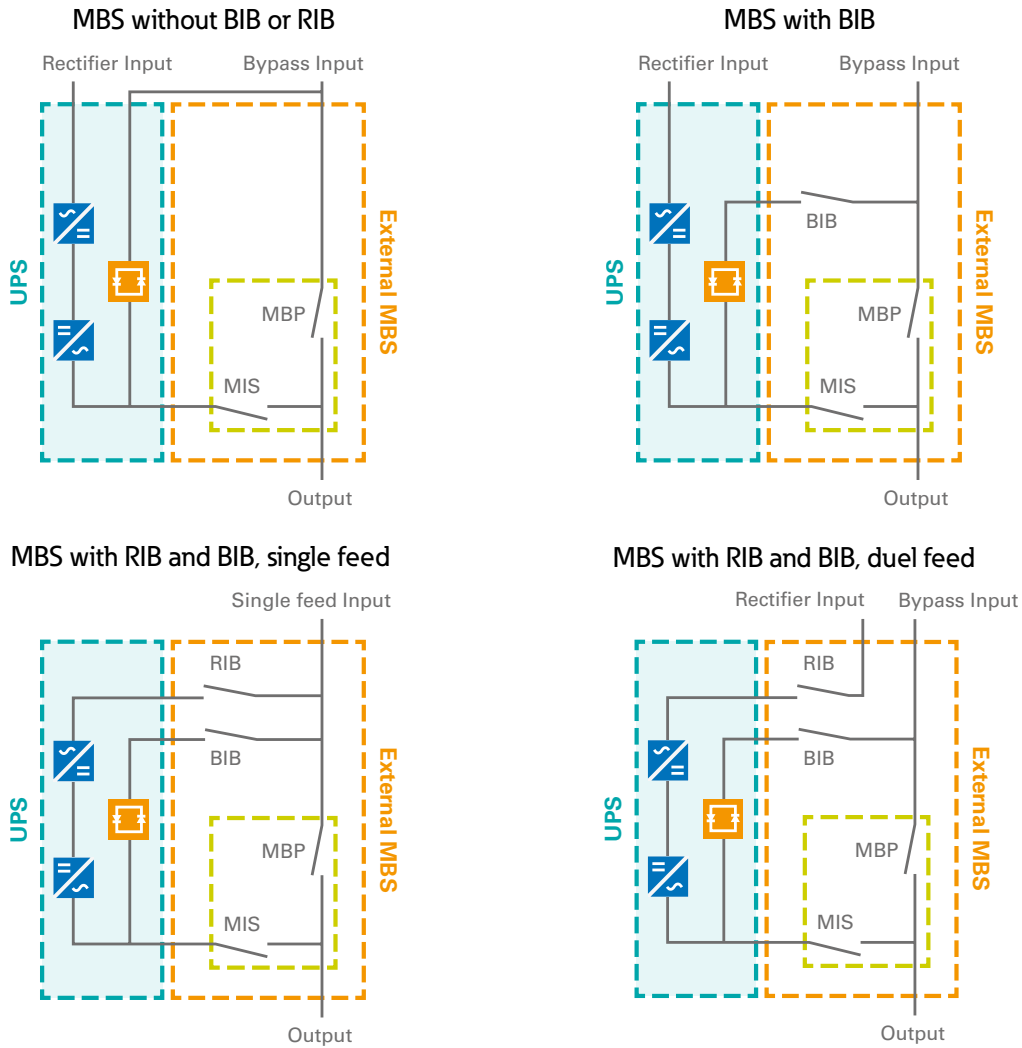 MBS without BIB or RIB
Rectifier Input
Bypass Input
UPS
External MBS
MBP
MIS
Output
MBS with BIB
Rectifier Input
Bypass Input
BIB
UPS
External MBS
MBP
MIS
Output
MBS with RIB and BIB, single feed
Single feed Input
RIB
BIB
UPS
External MBS
MBP
MIS
Output
MBS with RIB and BIB, duel feed
Rectifier Input
Bypass Input
RIB
BIB
UPS
External MBS
MBP
MIS
Output